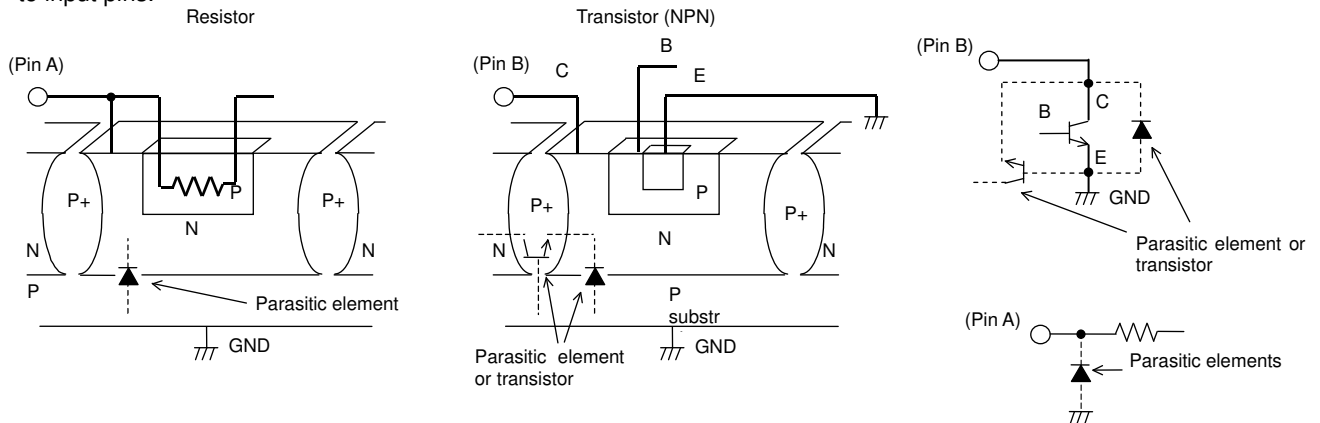 to input pins.
Resistor
(Pin A)
P+
P
P+
N
N
N
P
Parasitic element
GND
Transistor (NPN)
B
(Pin B)
C
E
P+
P
P+
N
N
N
P
substr
Parasitic element
or transistor
GND
(Pin B)
C
B
E
GND
Parasitic element or
transistor
(Pin A)
Parasitic elements